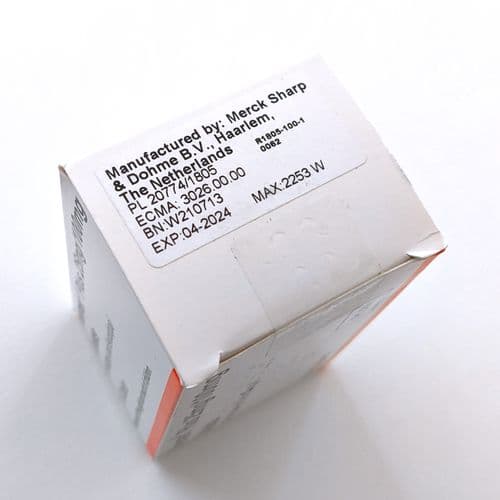 Manufactured by: Merck Sharp
& Dohme B.V., Haarlem,
The Netherlands
R1805-100-1
0062
PL 20774/1805
ECMA: 3026.00.00
BN:W210713
EXP:04-2024
MAX:2253 W